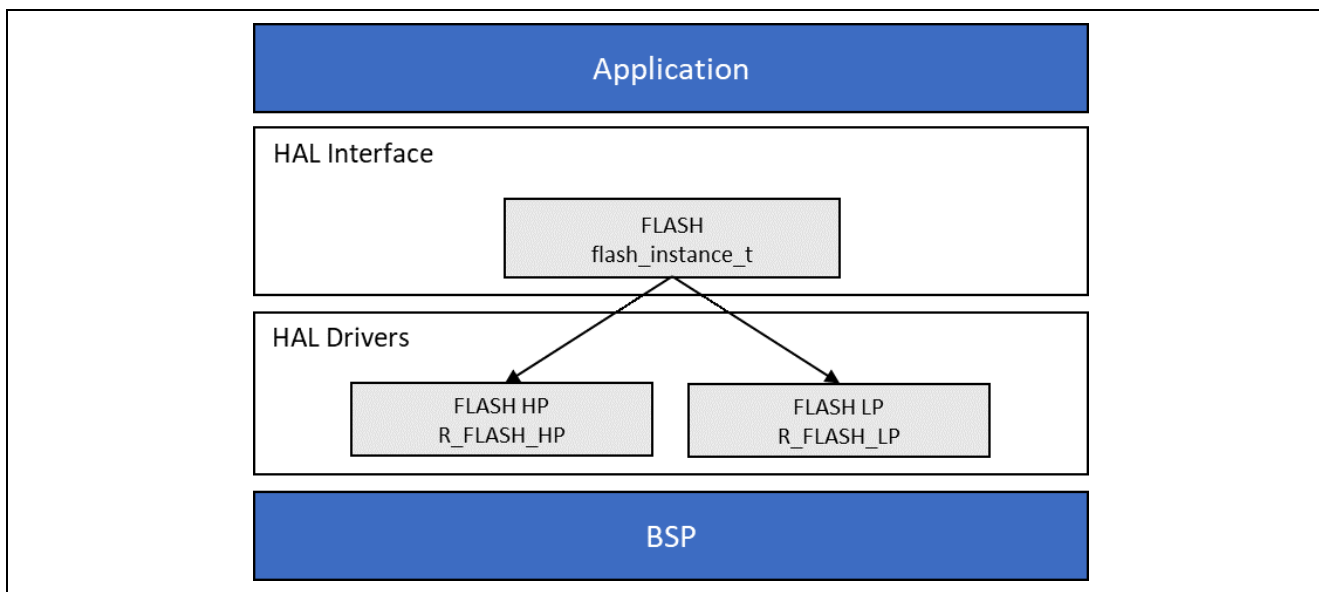 Application
HAL Interface
FLASH
flash_instance_t
HAL Drivers
FLASH HP
R_FLASH_HP
FLASH LP
R_FLASH_LP
BSP